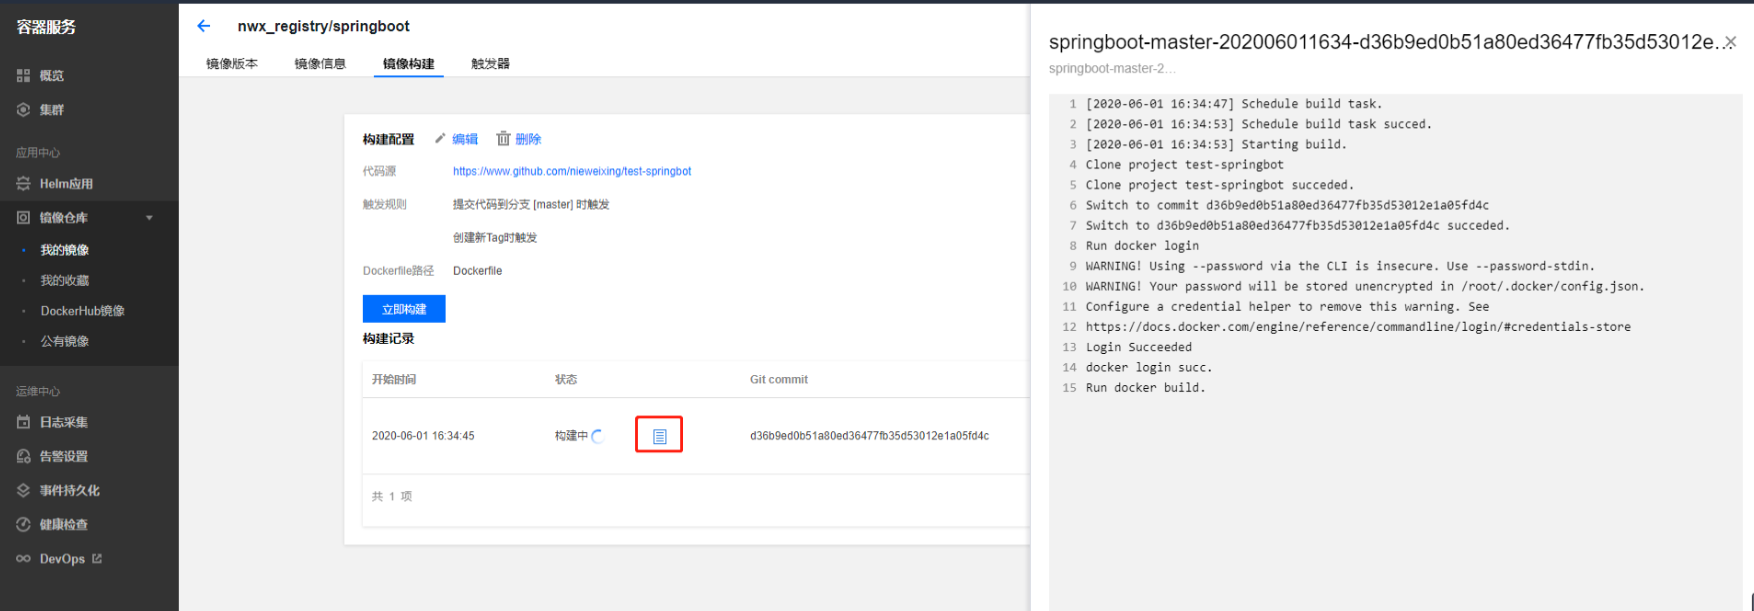 容器服务
概览
集群
应用中心
Helm应用
镜像仓库
我的镜像
我的收藏
DockerHub镜像
公有镜像
运维中心
日志采集
告警设置
事件持久化
健康检查
DevOps
nwx_registry/springboot
镜像版本 镜像信息 镜像构建 触发器
构建配置 编辑 删除
代码源 https://www.github.com/nieweixing/test-springbot
触发规则 提交代码到分支 [master] 时触发
创建新Tag时触发
Dockerfile路径 Dockerfile
立即构建
构建记录
开始时间 状态 Git commit
2020-06-01 16:34:45 构建中 d36b9ed0b51a80ed36477fb35d53012e1a05fd4c
共 1 项
springboot-master-202006011634-d36b9ed0b51a80ed36477fb35d53012e...
springboot-master-2...
1 [2020-06-01 16:34:47] Schedule build task.
2 [2020-06-01 16:34:53] Schedule build task succed.
3 [2020-06-01 16:34:53] Starting build.
4 Clone project test-springbot
5 Clone project test-springbot succeded.
6 Switch to commit d36b9ed0b51a80ed36477fb35d53012e1a05fd4c
7 Switch to d36b9ed0b51a80ed36477fb35d53012e1a05fd4c succeded.
8 Run docker login
9 WARNING! Using --password via the CLI is insecure. Use --password-stdin.
10 WARNING! Your password will be stored unencrypted in /root/.docker/config.json.
11 Configure a credential helper to remove this warning. See
12 https://docs.docker.com/engine/reference/commandline/login/#credentials-store
13 Login Succeeded
14 docker login succ.
15 Run docker build.